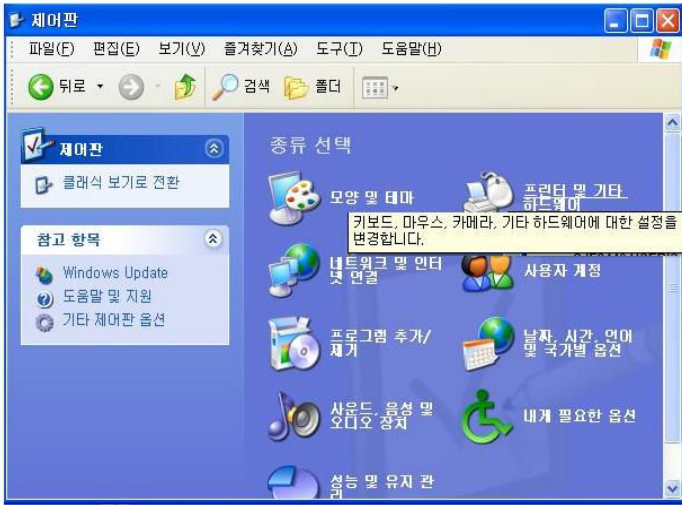 제어판
파일(F) 편집(E) 보기(V) 즐겨찾기(A) 도구(T) 도움말(H)
뒤로 검색 폴더
제어판
클래식 보기로 전환
참고 항목
Windows Update
도움말 및 지원
기타 제어판 옵션
종류 선택
모양 및 테마
프린터 및 기타
하드웨어
키보드, 마우스, 카메라, 기타 하드웨어에 대한 설정을
변경합니다.
네트워크 및 인터
넷 연결
사용자 계정
프로그램 추가/
제거
날짜, 시간, 언어
및 국가별 옵션
사운드, 음성 및
오디오 장치
내게 필요한 옵션
성능 및 유지 관
리